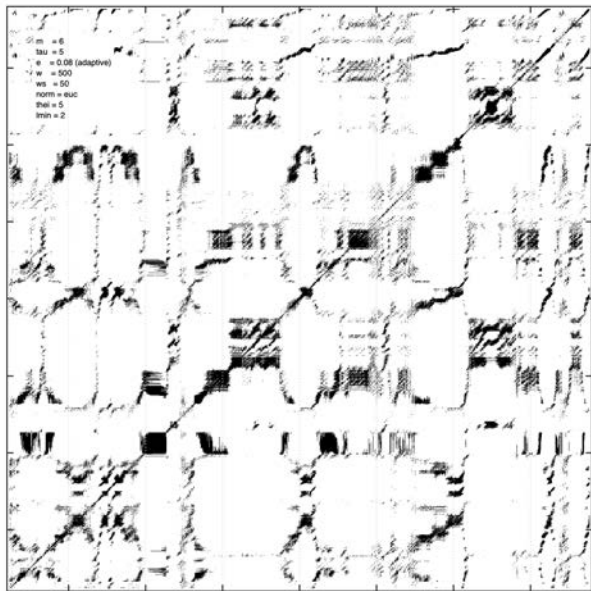 m = 6
tau = 5
e = 0.08 (adaptive)
w = 500
ws = 50
norm = euc
thei = 5
lmin = 2